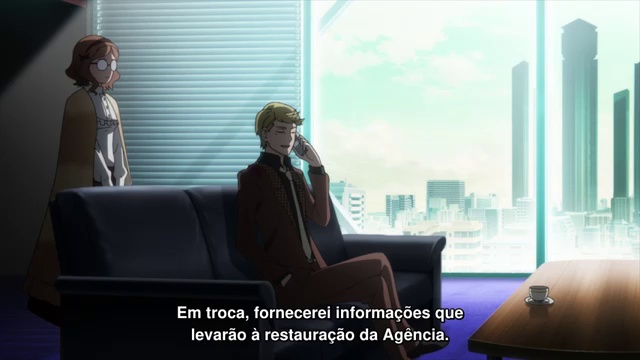 Em troca, fornecerei informações que
levarão à restauração da Agência.